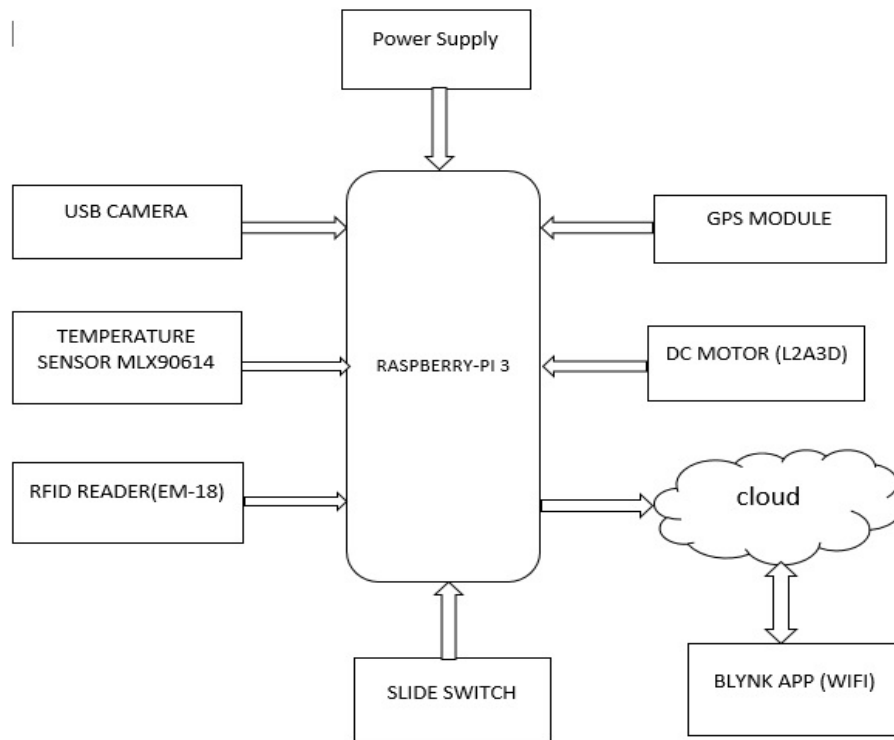 Power Supply
USB CAMERA
GPS MODULE
TEMPERATURE
SENSOR MLX90614
RASPBERRY-PI 3
DC MOTOR (L2A3D)
RFID READER(EM-18)
cloud
SLIDE SWITCH
BLYNK APP (WIFI)